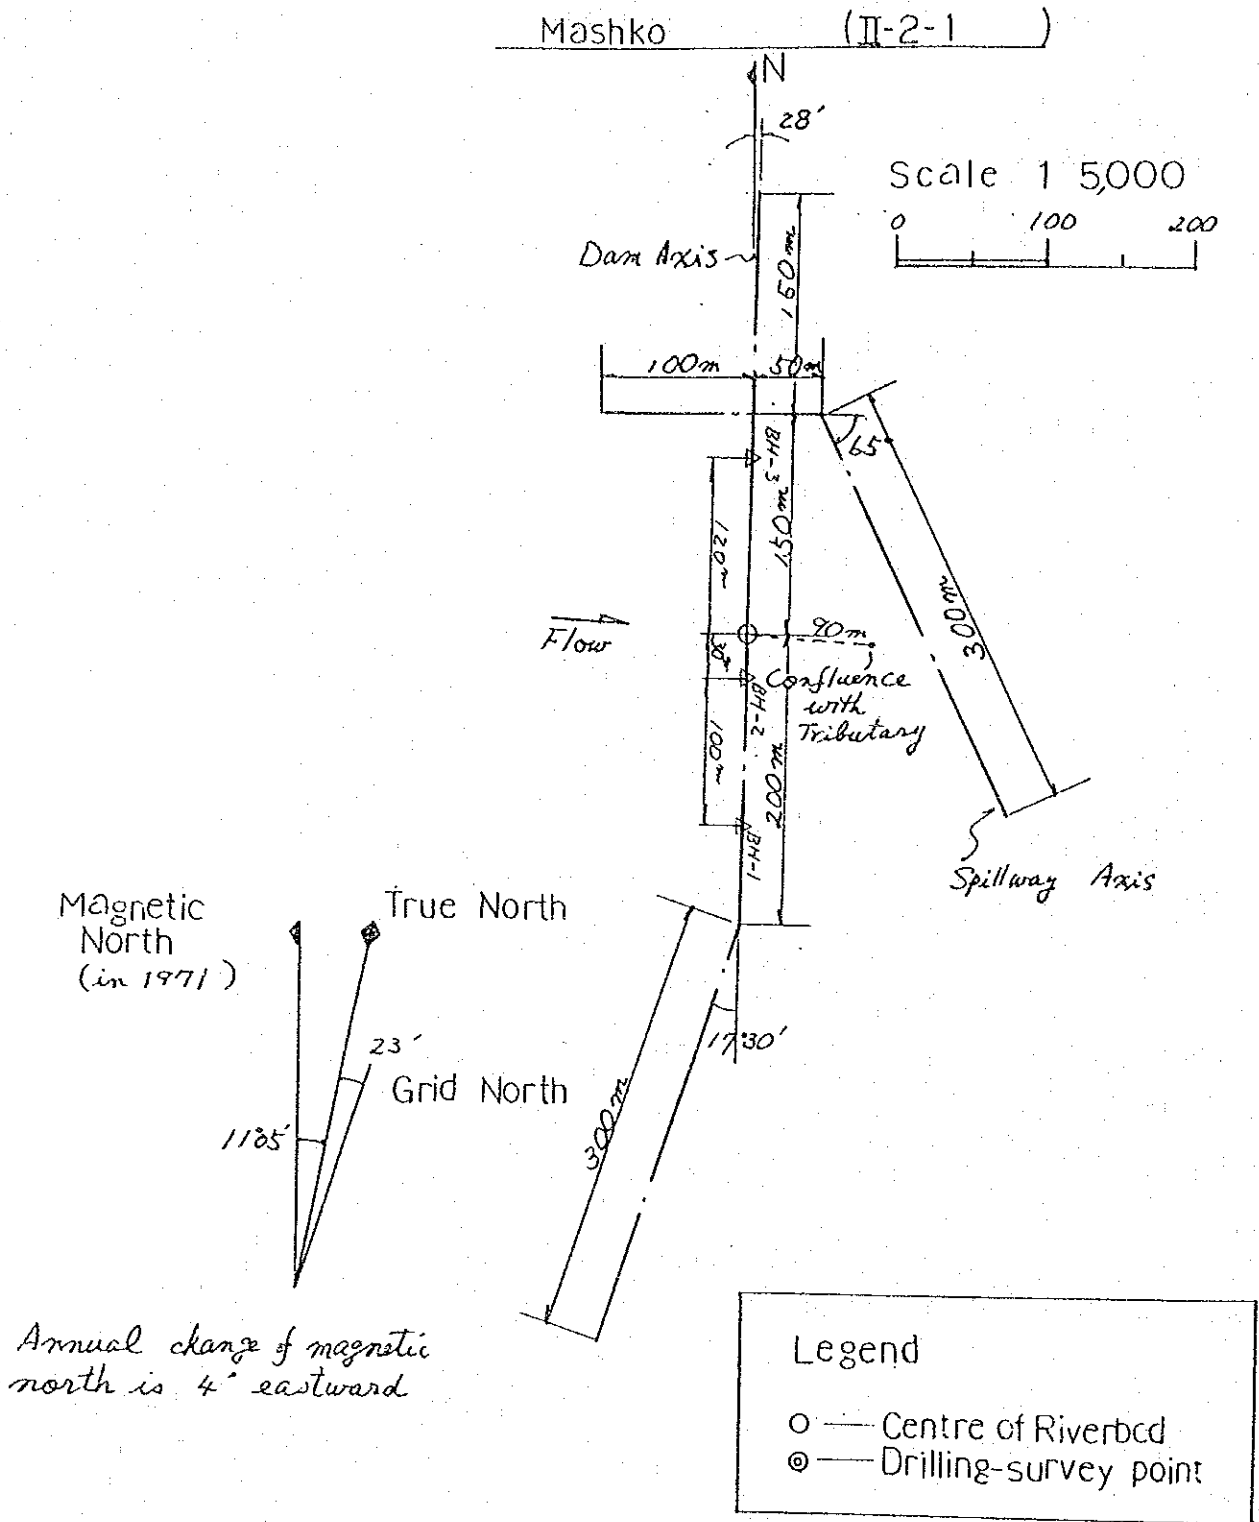 Mashko (II-2-1 )
N
28'
Scale 1 5,000
0 100 200
Dam Axis
150m
100m 50m
65°
BH-3
150m
120m
300m
Flow
90m
30m
Confluence
with
Tributary
BH-2
100m
200m
BH-1
Spillway Axis
Magnetic
North
(in 1971)
True North
23'
Grid North
11°05'
17°30'
300m
Annual change of magnetic
north is 4' eastward
Legend
Centre of Riverbed
Drilling-survey point